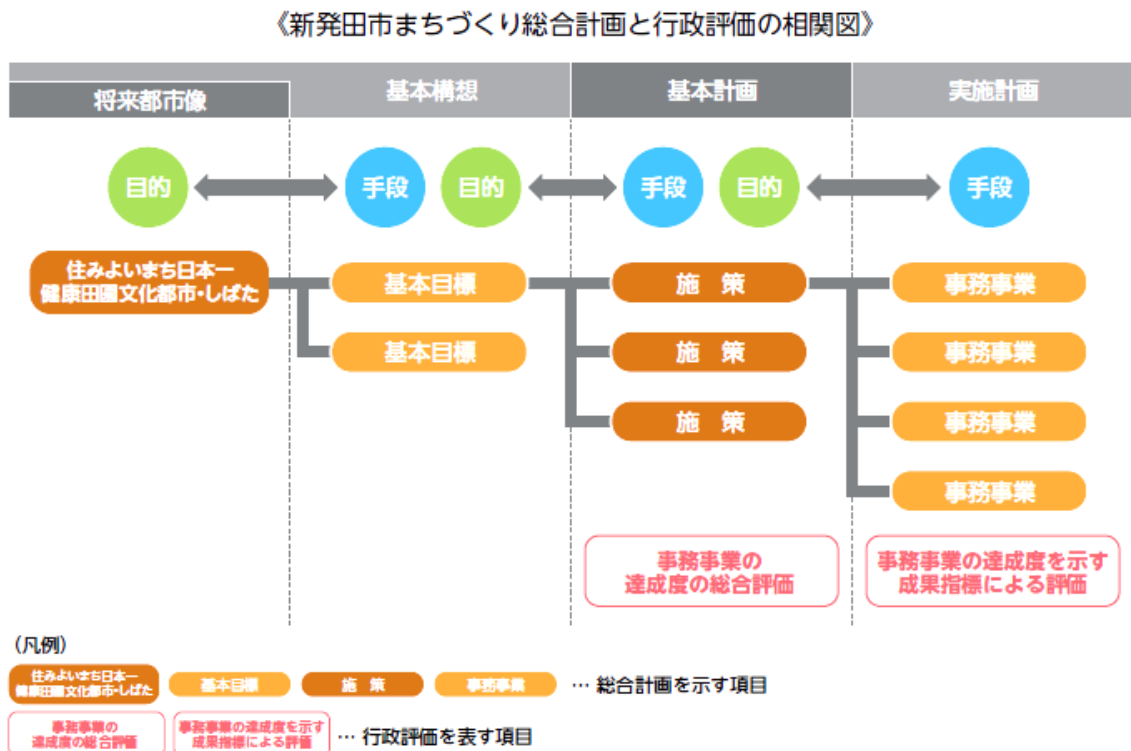 《新発田市まちづくり総合計画と行政評価の相関図》
将来都市像
基本構想
基本計画
実施計画
目的
手段
目的
手段
目的
手段
住みよいまち日本一
健康田園文化都市・しばた
基本目標
施 策
事務事業
基本目標
施 策
事務事業
施 策
事務事業
事務事業
事務事業の
達成度の総合評価
事務事業の達成度を示す
成果指標による評価
(凡例)
住みよいまち日本一
健康田園文化都市・しばた
基本目標
施 策
事務事業
… 総合計画を示す項目
事務事業の
達成度の総合評価
事務事業の達成度を示す
成果指標による評価
… 行政評価を表す項目